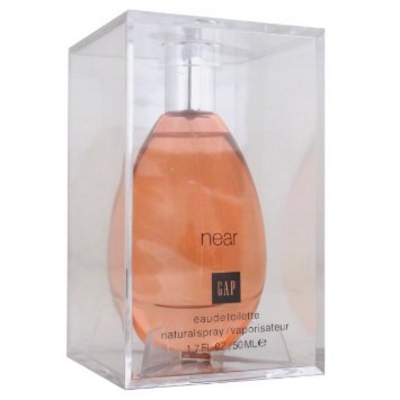 near
GAP
eaudetoilette
naturalspray/vaporisateur
1.7 FL OZ/50ML℮